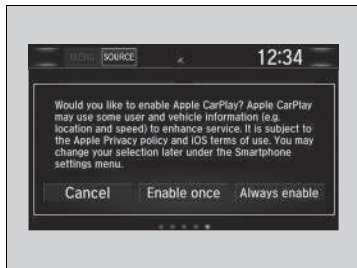 MENU SOURCE 12:34
Would you like to enable Apple CarPlay? Apple CarPlay
may use some user and vehicle information (e.g.
location and speed) to enhance service. It is subject to
the Apple Privacy policy and iOS terms of use. You may
change your selection later under the Smartphone
settings menu.
Cancel Enable once Always enable